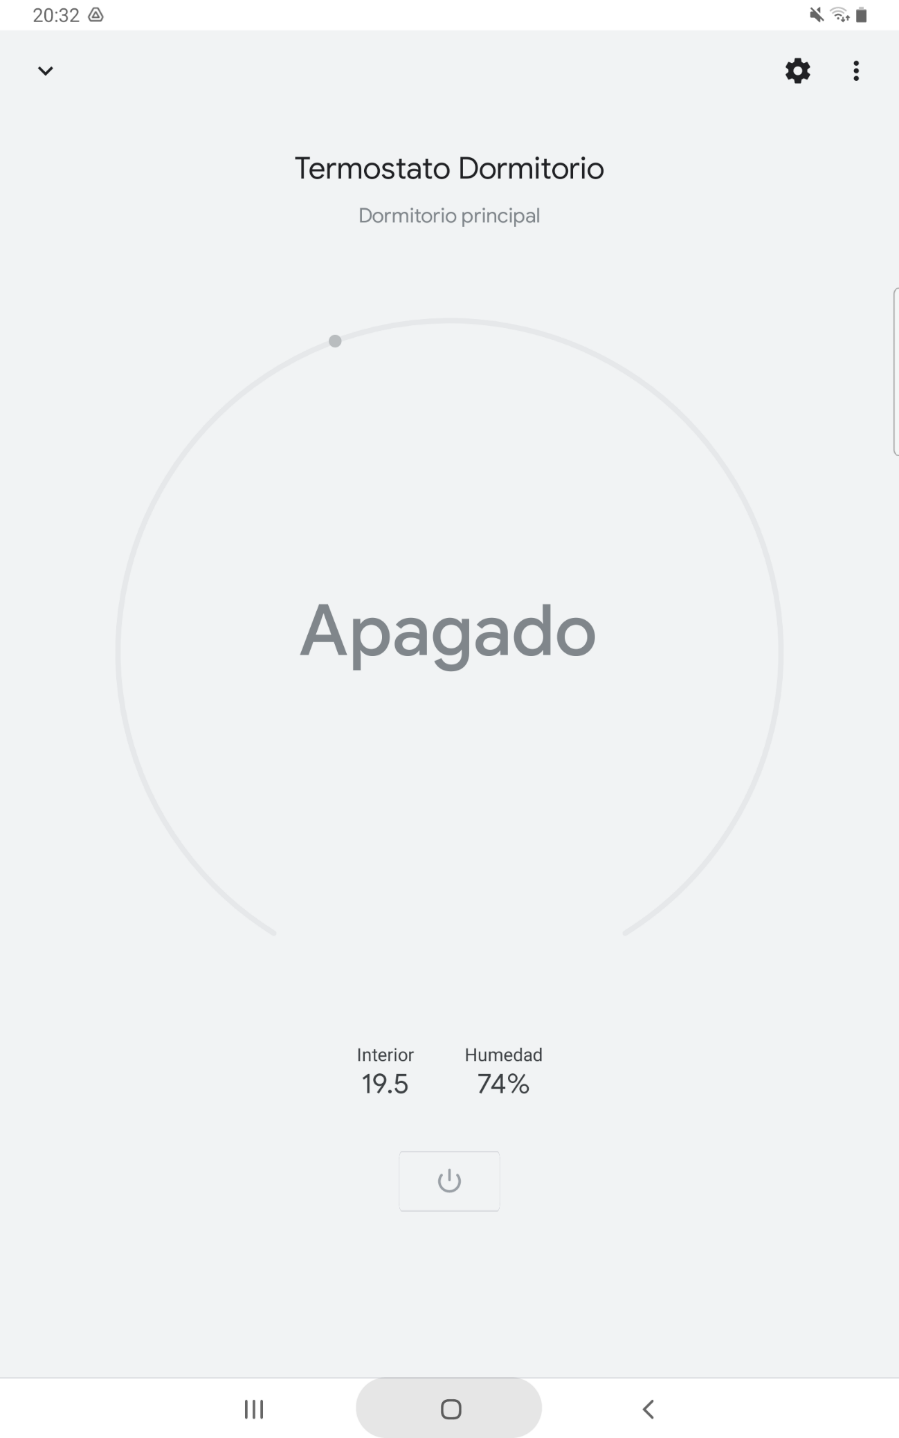 20:32
Termostato Dormitorio
Dormitorio principal
Apagado
Interior Humedad
19.5 74%